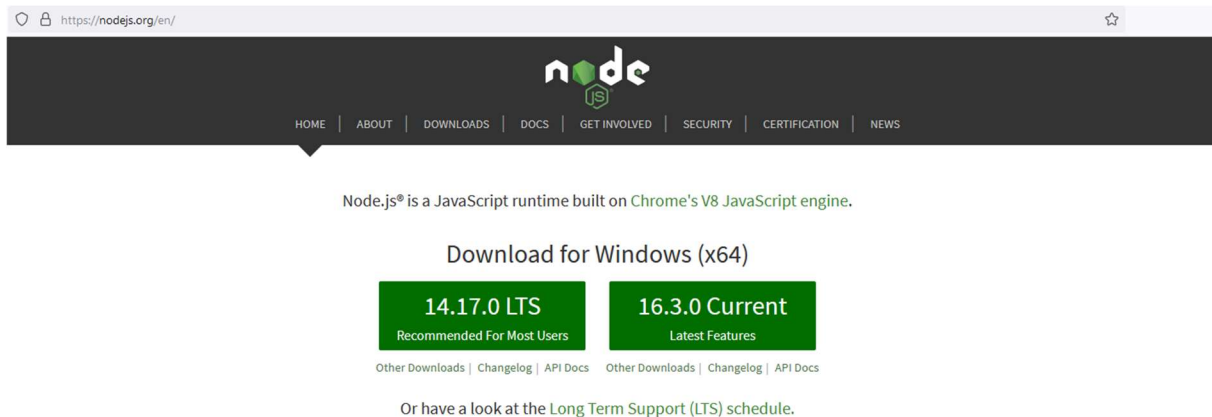 https://nodejs.org/en/
node
JS
HOME | ABOUT | DOWNLOADS | DOCS | GET INVOLVED | SECURITY | CERTIFICATION | NEWS
Node.js® is a JavaScript runtime built on Chrome's V8 JavaScript engine.
Download for Windows (x64)
14.17.0 LTS 16.3.0 Current
Recommended For Most Users Latest Features
Other Downloads | Changelog | API Docs Other Downloads | Changelog | API Docs
Or have a look at the Long Term Support (LTS) schedule.